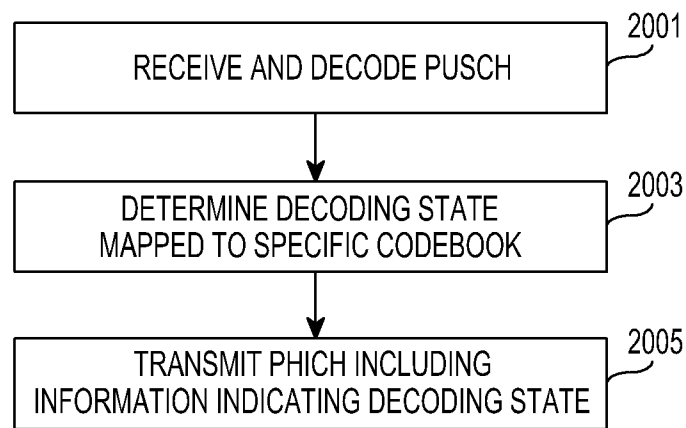 2001
RECEIVE AND DECODE PUSCH
2003
DETERMINE DECODING STATE
MAPPED TO SPECIFIC CODEBOOK
2005
TRANSMIT PHICH INCLUDING
INFORMATION INDICATING DECODING STATE